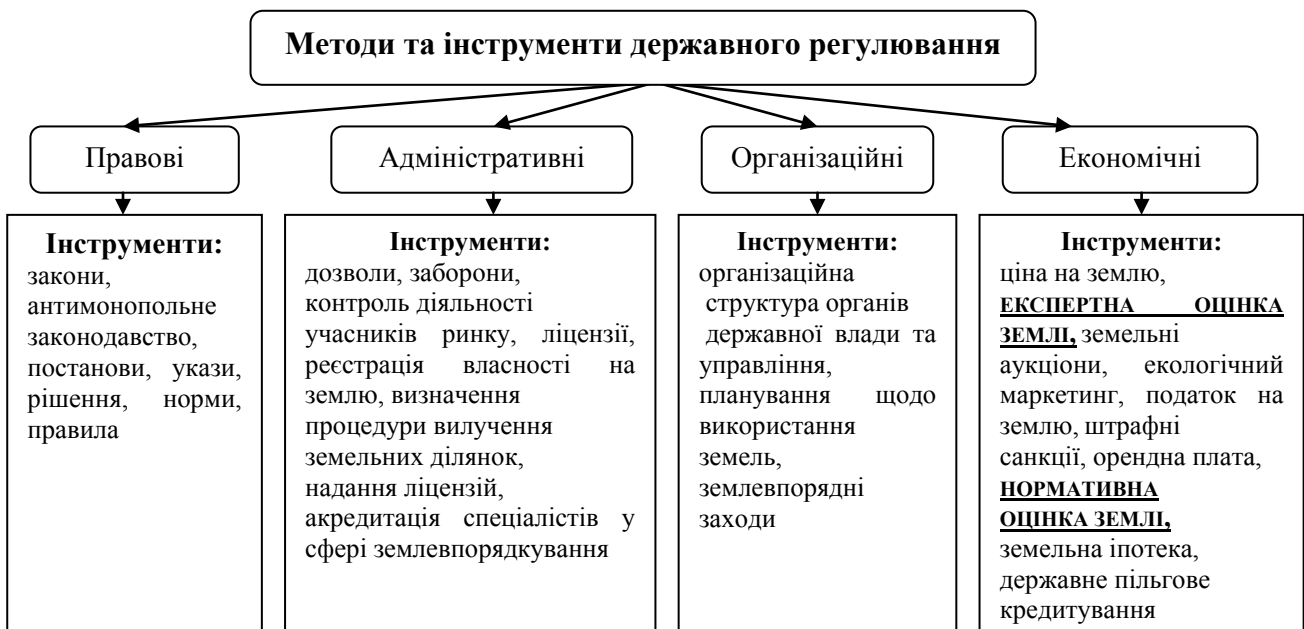 Методи та інструменти державного регулювання
Правові
Адміністративні
Організаційні
Економічні
Інструменти:
закони,
антимонопольне
законодавство,
постанови, укази,
рішення, норми,
правила
Інструменти:
дозволи, заборони,
контроль діяльності
учасників ринку, ліцензії,
реєстрація власності на
землю, визначення
процедури вилучення
земельних ділянок,
надання ліцензій,
акредитація спеціалістів у
сфері землевпорядкування
Інструменти:
організаційна
структура органів
державної влади та
управління,
планування щодо
використання
земель,
землевпорядні
заходи
Інструменти:
ціна на землю,
ЕКСПЕРТНА ОЦІНКА
ЗЕМЛІ, земельні
аукціони, екологічний
маркетинг, податок на
землю, штрафні
санкції, орендна плата,
НОРМАТИВНА
ОЦІНКА ЗЕМЛІ,
земельна іпотека,
державне пільгове
кредитування